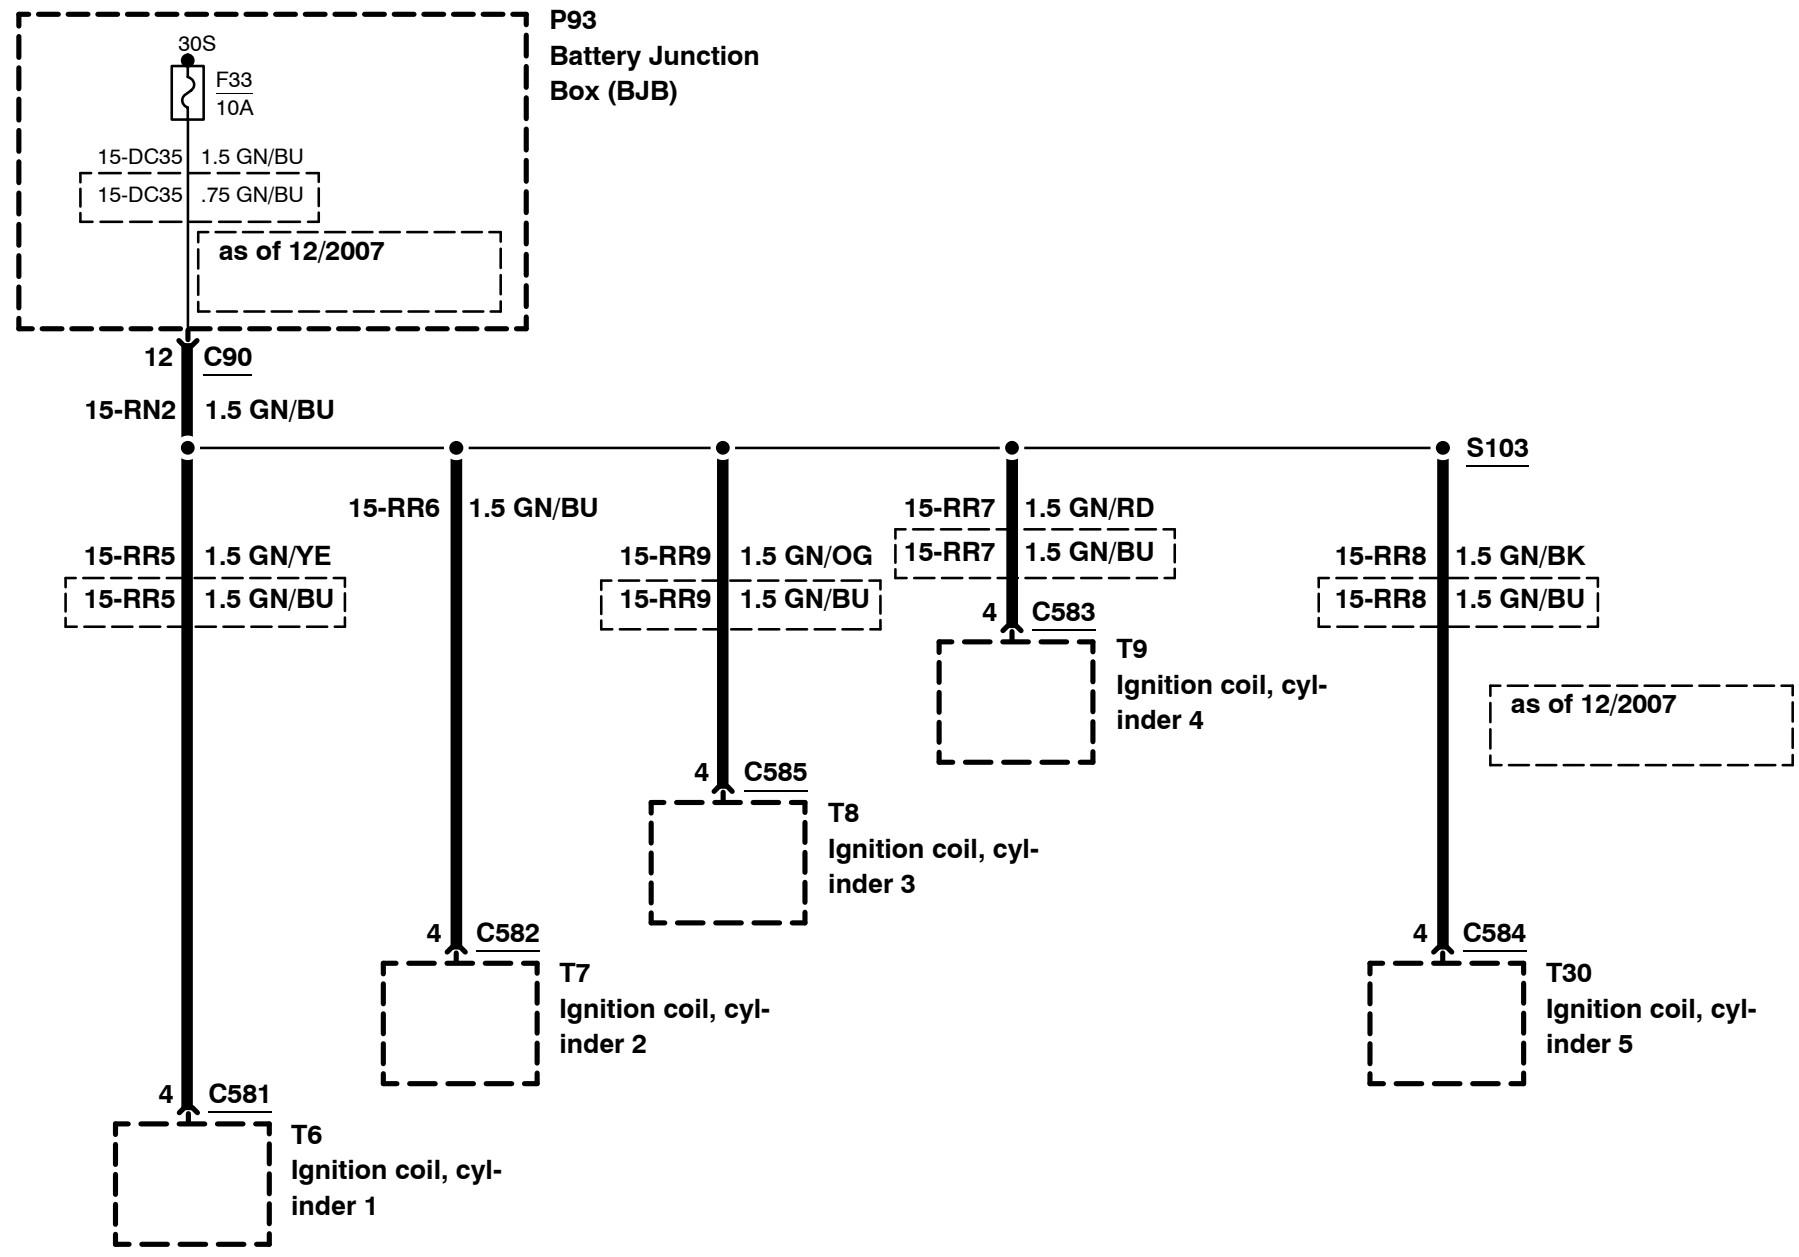 P93
Battery Junction
Box (BJB)
30S
F33
10A
15-DC35 1.5 GN/BU
15-DC35 .75 GN/BU
as of 12/2007
12 C90
15-RN2 1.5 GN/BU
S103
15-RR6 1.5 GN/BU
15-RR7 1.5 GN/RD
15-RR7 1.5 GN/BU
15-RR5 1.5 GN/YE
15-RR5 1.5 GN/BU
15-RR9 1.5 GN/OG
15-RR9 1.5 GN/BU
15-RR8 1.5 GN/BK
15-RR8 1.5 GN/BU
4 C583
T9
Ignition coil, cyl-
inder 4
as of 12/2007
4 C585
T8
Ignition coil, cyl-
inder 3
4 C582
T7
Ignition coil, cyl-
inder 2
4 C584
T30
Ignition coil, cyl-
inder 5
4 C581
T6
Ignition coil, cyl-
inder 1